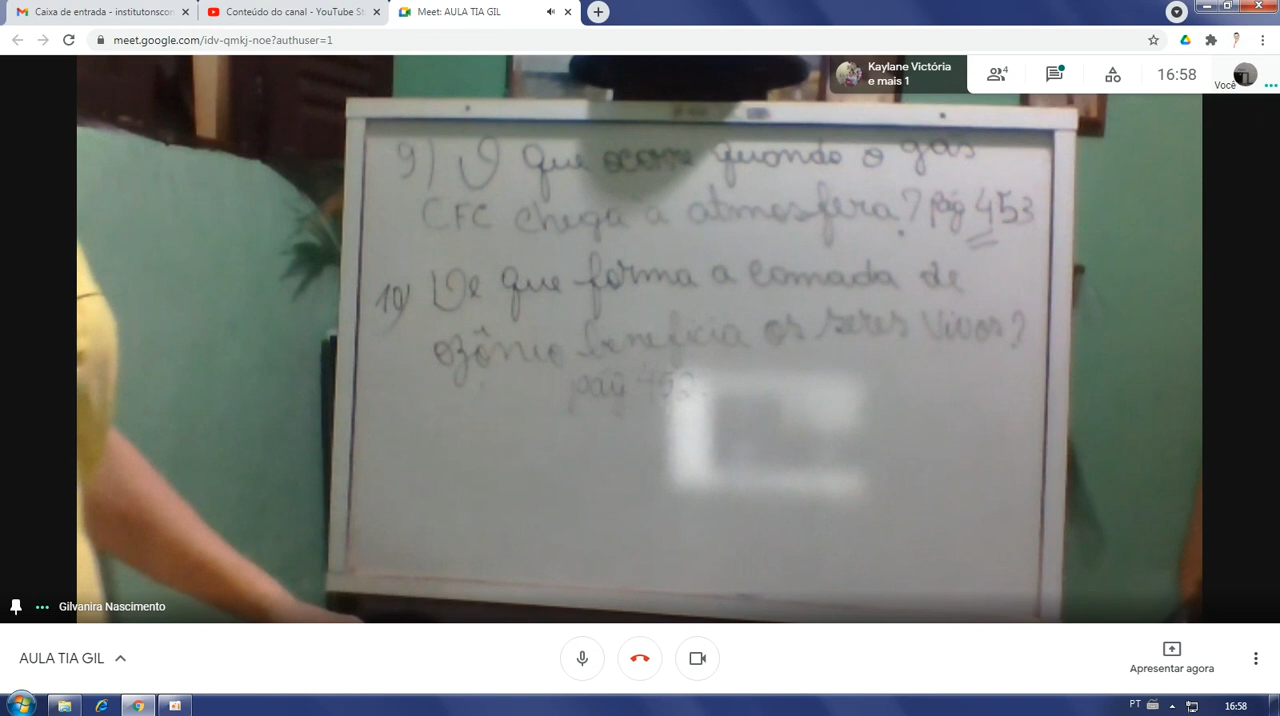 Caixa de entrada - institutonscon
Conteúdo do canal - YouTube St
Meet: AULA TIA GIL
meet.google.com/idv-qmkj-noe?authuser=1
Kaylane Victória
e mais 1
4
16:58
Você
9) O que ocorre quando o gás
CFC chega a atmosfera? pág 453
10) De que forma a camada de
ozônio beneficia os seres vivos?
pág
Gilvanira Nascimento
AULA TIA GIL
Apresentar agora
PT
16:58